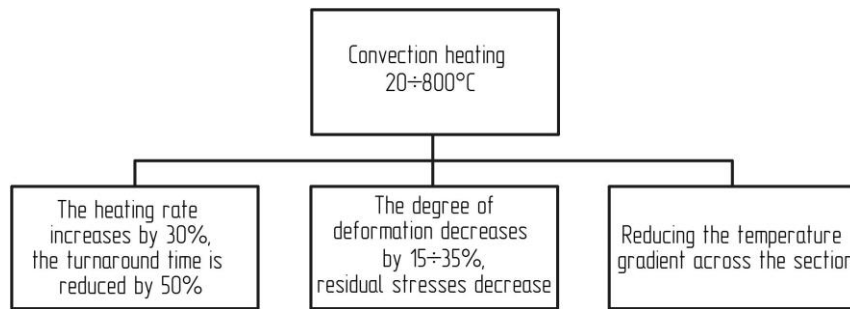 Convection heating
20÷800°C
The heating rate
increases by 30%,
the turnaround time is
reduced by 50%
The degree of
deformation decreases
by 15÷35%,
residual stresses decrease
Reducing the temperature
gradient across the section